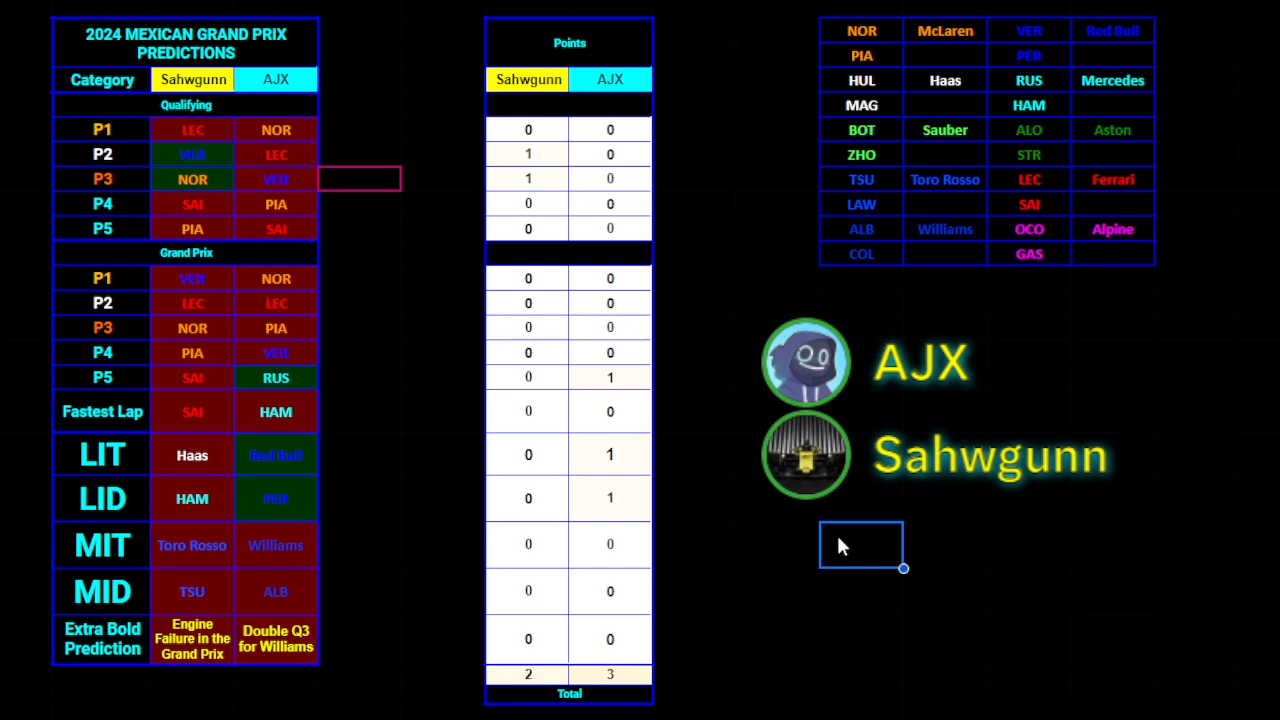 2024 MEXICAN GRAND PRIX
PREDICTIONS
Category Sahwgunn AJX
Qualifying
P1 LEC NOR
P2 VER LEC
P3 NOR VER
P4 SAI PIA
P5 PIA SAI
Grand Prix
P1 VER NOR
P2 LEC LEC
P3 NOR PIA
P4 PIA VER
P5 SAI RUS
Fastest Lap SAI HAM
LIT Haas Red Bull
LID HAM PER
MIT Toro Rosso Williams
MID TSU ALB
Extra Bold
Prediction
Engine
Failure in the
Grand Prix
Double Q3
for Williams
Points
Sahwgunn AJX
0 0
1 0
1 0
0 0
0 0
0 0
0 0
0 0
0 0
0 1
0 0
0 1
0 1
0 0
0 0
0 0
2 3
Total
NOR McLaren VER Red Bull
PIA PER
HUL Haas RUS Mercedes
MAG HAM
BOT Sauber ALO Aston
ZHO STR
TSU Toro Rosso LEC Ferrari
LAW SAI
ALB Williams OCO Alpine
COL GAS
AJX
Sahwgunn